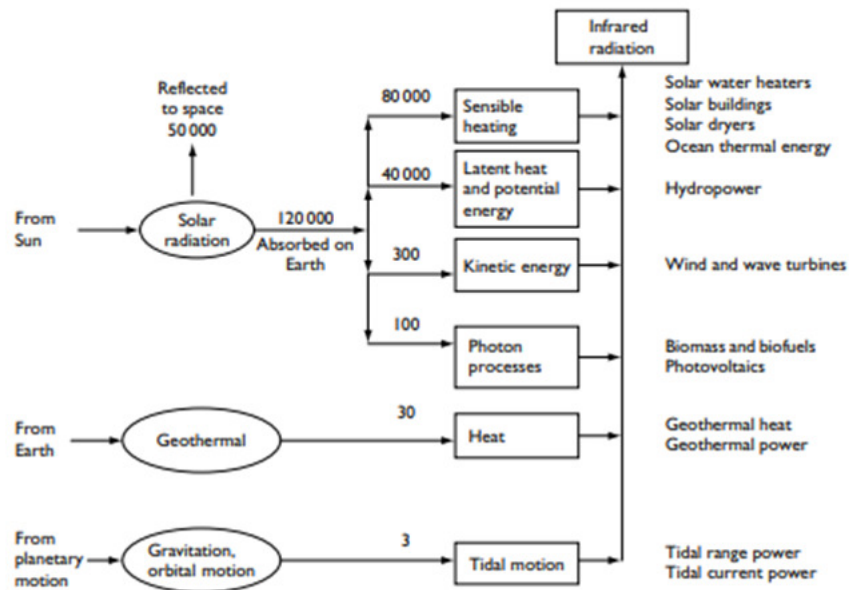 Infrared
radiation
Reflected
to space
50 000
80 000
Sensible
heating
Solar water heaters
Solar buildings
Solar dryers
Ocean thermal energy
40 000
Latent heat
and potential
energy
Hydropower
From
Sun
Solar
radiation
120 000
Absorbed on
Earth
300
Kinetic energy
Wind and wave turbines
100
Photon
processes
Biomass and biofuels
Photovoltaics
From
Earth
Geothermal
30
Heat
Geothermal heat
Geothermal power
From
planetary
motion
Gravitation,
orbital motion
3
Tidal motion
Tidal range power
Tidal current power